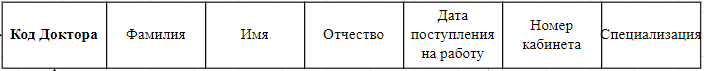 Код Доктора
Фамилия
Имя
Отчество
Дата
поступления
на работу
Номер
кабинета
Специализация